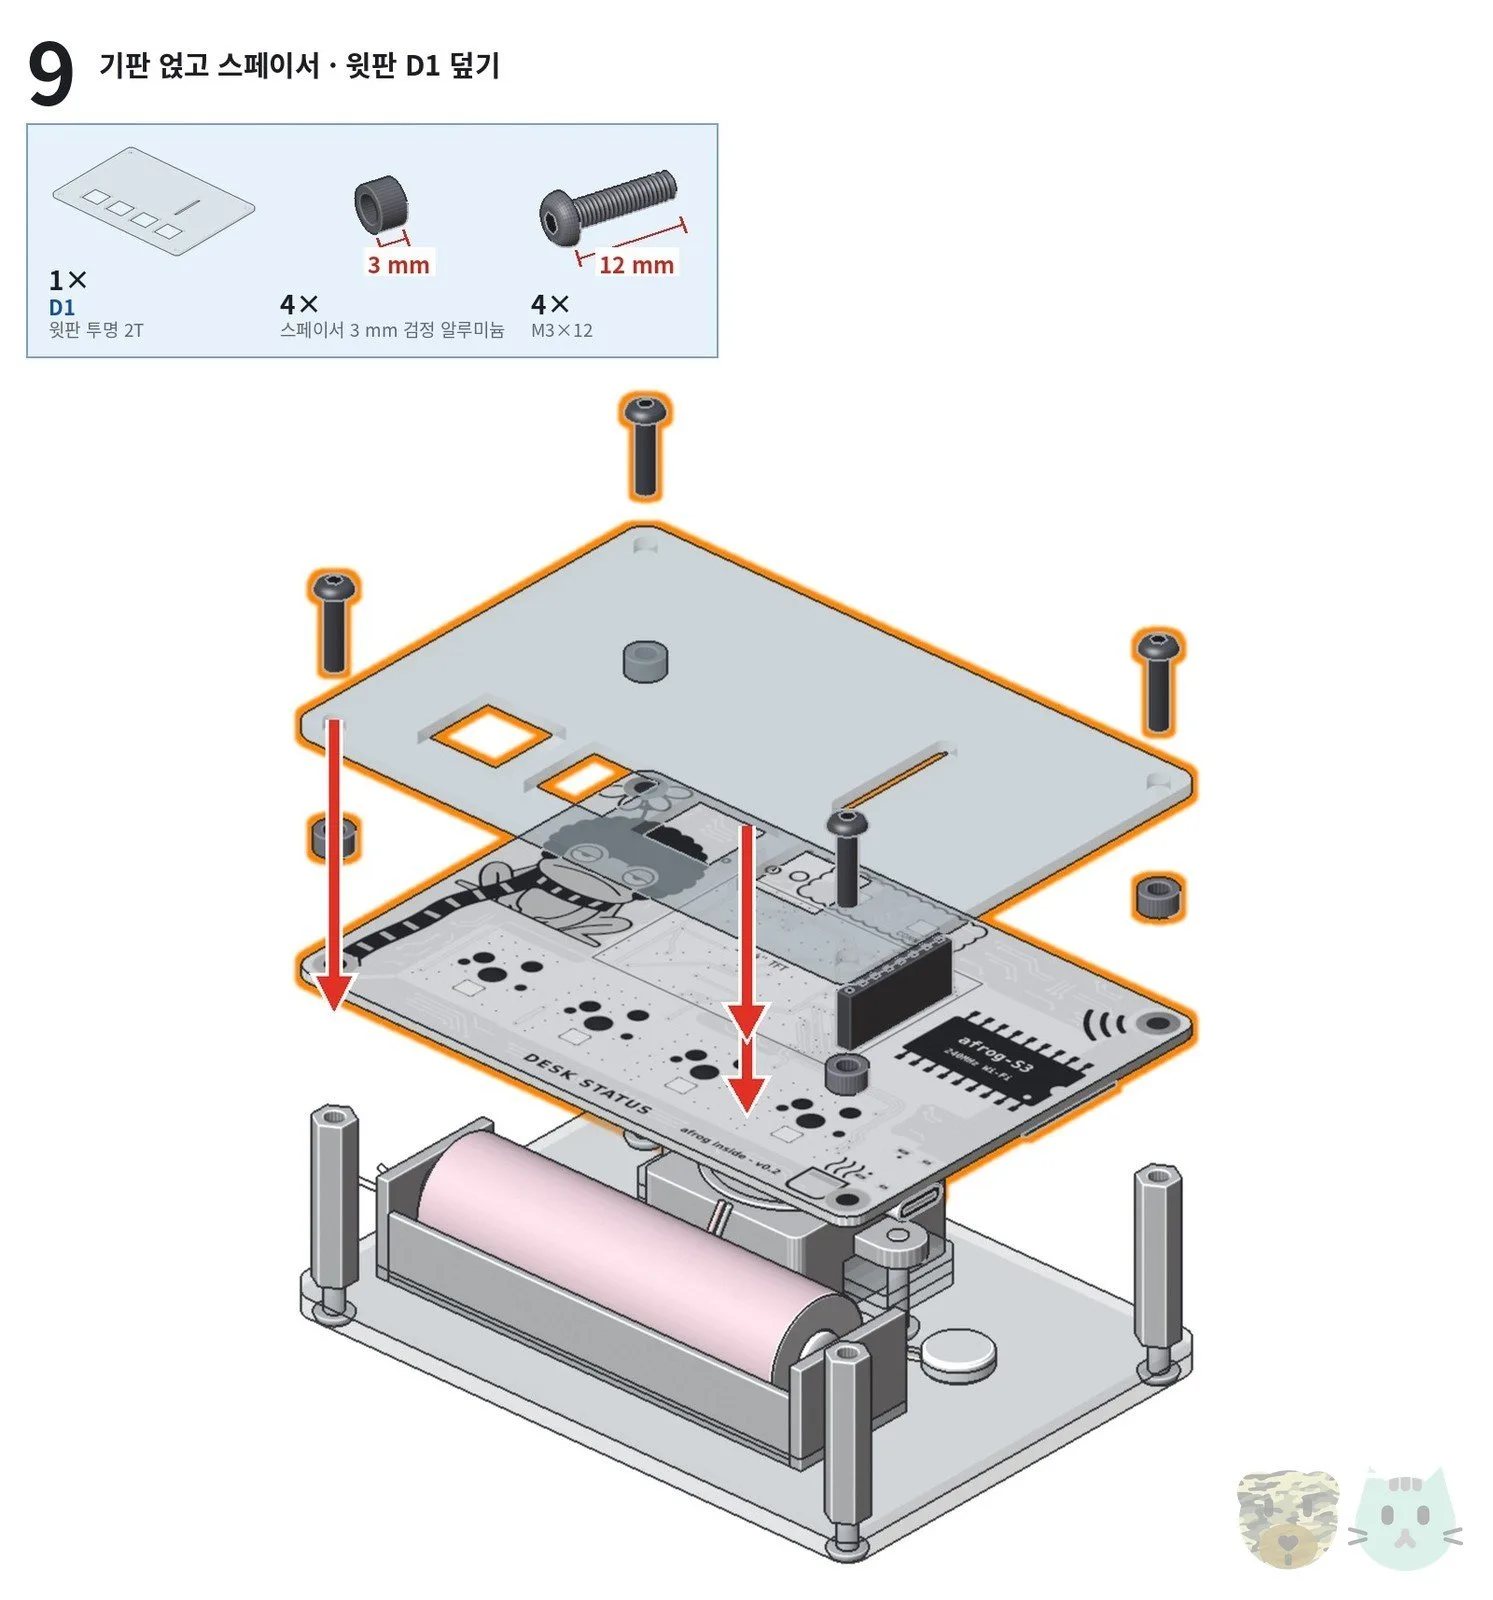 9 기판 얹고 스페이서 · 윗판 D1 덮기
3 mm
12 mm
1×
D1
윗판 투명 2T
4×
스페이서 3 mm 검정 알루미늄
4×
M3×12
TFT
afrog-S3
240MHz Wi-Fi
DESK STATUS
afrog inside - v0.2